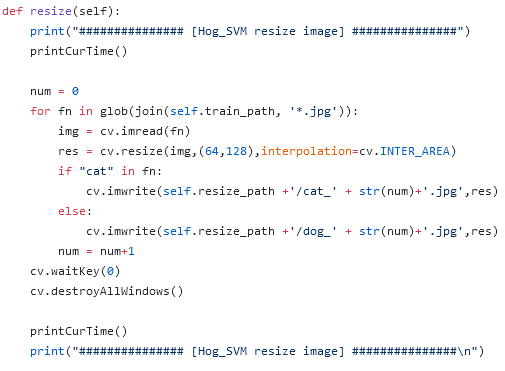 def resize(self):
    print("############### [Hog_SVM resize image] ###############")
    printCurTime()
    num = 0
    for fn in glob(join(self.train_path, '*.jpg')):
        img = cv.imread(fn)
        res = cv.resize(img,(64,128),interpolation=cv.INTER_AREA)
        if "cat" in fn:
            cv.imwrite(self.resize_path +'/cat_' + str(num)+'.jpg',res)
        else:
            cv.imwrite(self.resize_path +'/dog_' + str(num)+'.jpg',res)
        num = num+1
    cv.waitKey(0)
    cv.destroyAllWindows()
    printCurTime()
    print("############### [Hog_SVM resize image] ###############\n")